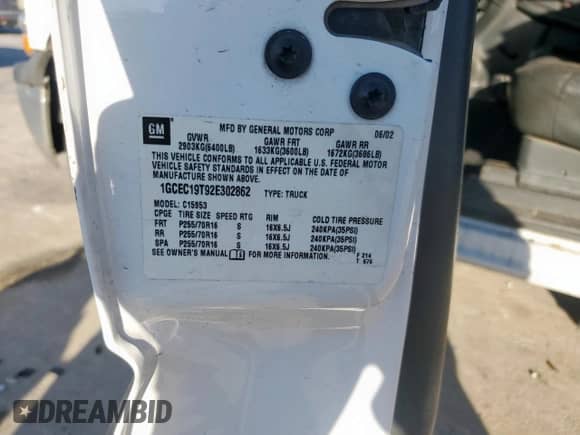 GM
MFD BY GENERAL MOTORS CORP 06/02
GVWR GAWR FRT GAWR RR
2903KG(6400LB) 1633KG(3600LB) 1672KG(3686LB)
THIS VEHICLE CONFORMS TO ALL APPLICABLE U.S. FEDERAL MOTOR
VEHICLE SAFETY STANDARDS IN EFFECT ON THE DATE OF
MANUFACTURE SHOWN ABOVE.
1GCEC19T92E302862 TYPE: TRUCK
MODEL: C15953
CPGE TIRE SIZE SPEED RTG RIM COLD TIRE PRESSURE
FRT P255/70R16 S 16X6.5J 240KPA(35PSI)
RR P255/70R16 S 16X6.5J 240KPA(35PSI)
SPA P255/70R16 S 16X6.5J 240KPA(35PSI)
SEE OWNER'S MANUAL FOR MORE INFORMATION. F 214
T 676
DREAMBID